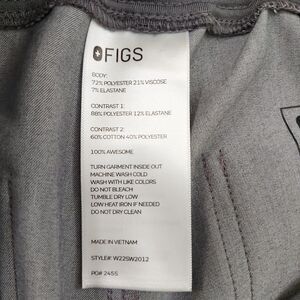 FIGS
BODY:
72% POLYESTER 21% VISCOSE
7% ELASTANE
CONTRAST 1:
88% POLYESTER 12% ELASTANE
CONTRAST 2:
60% COTTON 40% POLYESTER
100% AWESOME
TURN GARMENT INSIDE OUT
MACHINE WASH COLD
WASH WITH LIKE COLORS
DO NOT BLEACH
TUMBLE DRY LOW
LOW HEAT IRON IF NEEDED
DO NOT DRY CLEAN
MADE IN VIETNAM
STYLE#: W22SW2012
PO# 2455